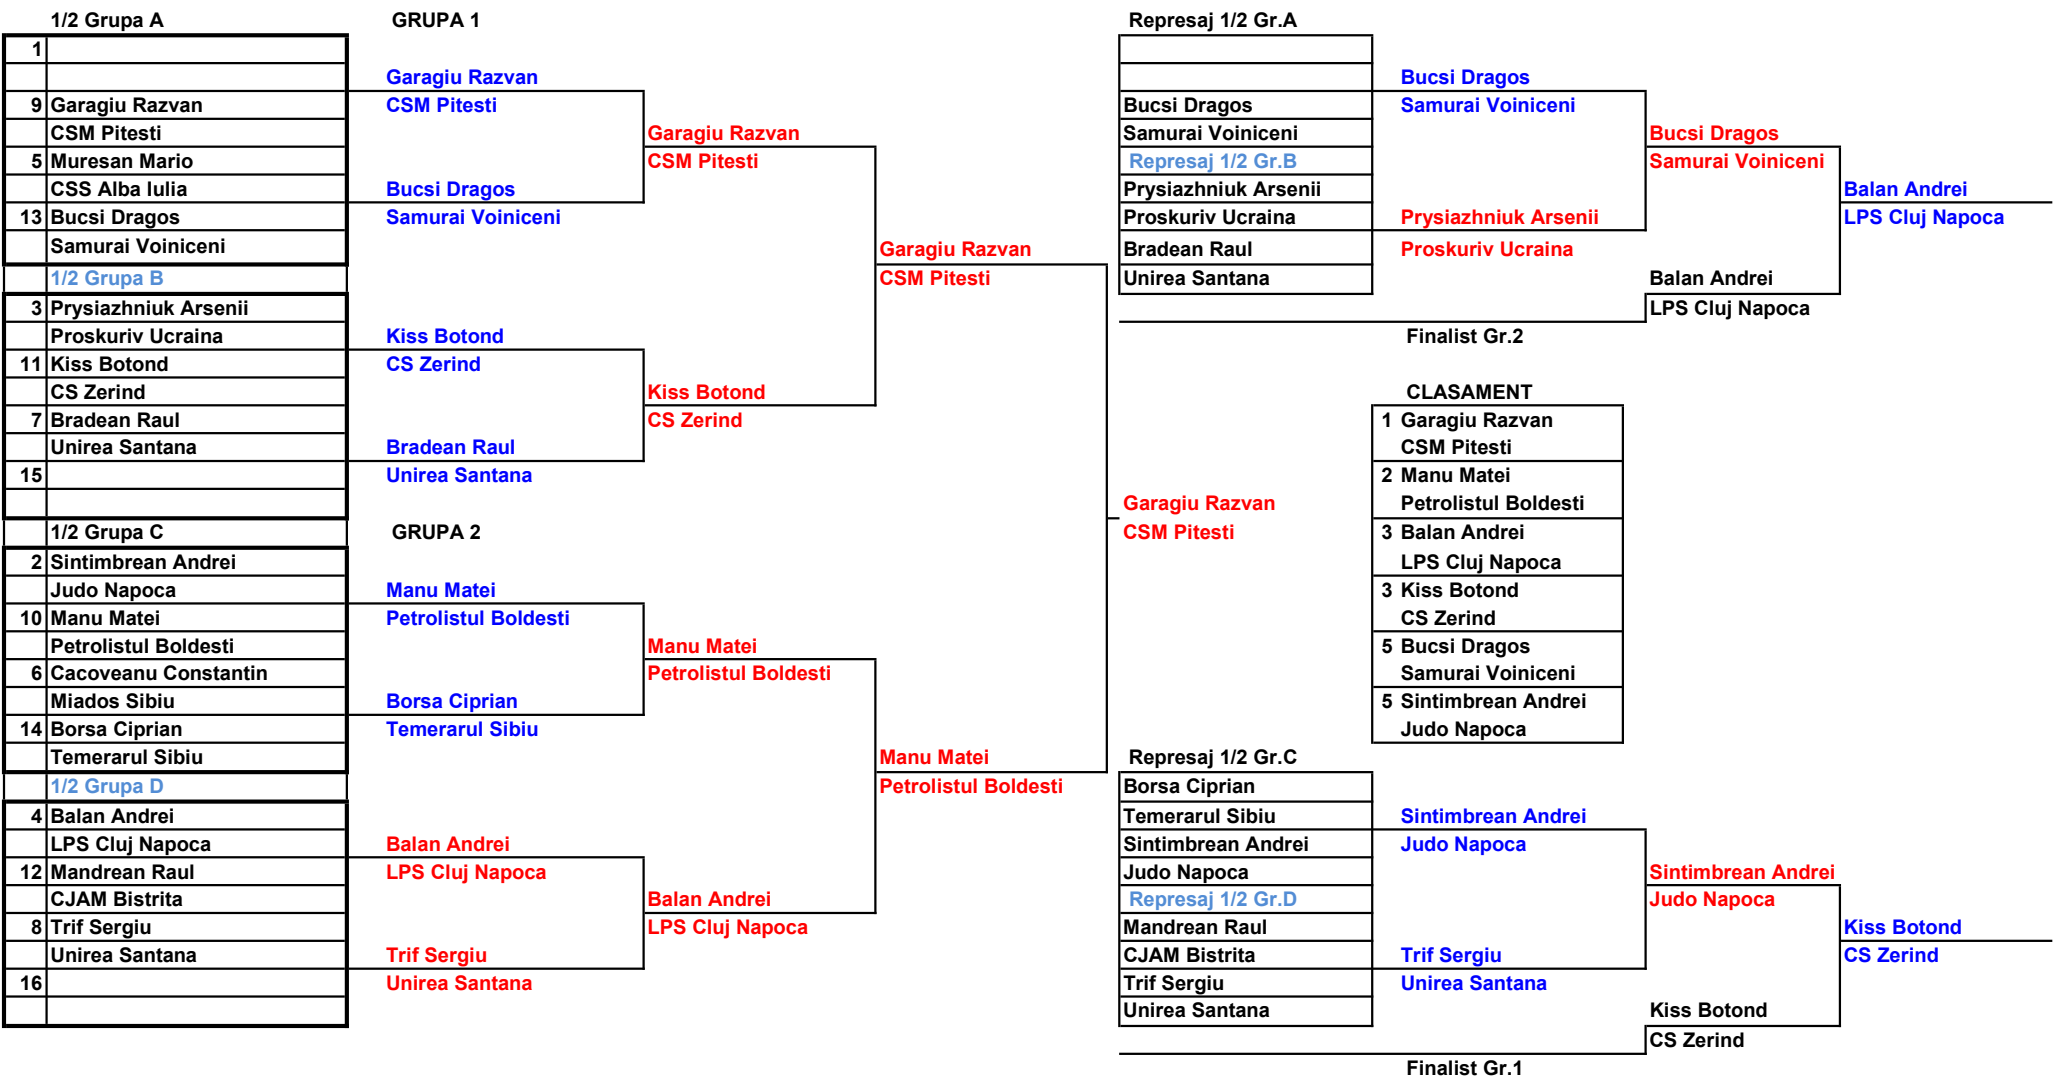 1/2 Grupa A
GRUPA 1
1
Garagiu Razvan
9 Garagiu Razvan
CSM Pitesti
CSM Pitesti
Garagiu Razvan
5 Muresan Mario
CSM Pitesti
CSS Alba Iulia
Bucsi Dragos
13 Bucsi Dragos
Samurai Voiniceni
Samurai Voiniceni
Garagiu Razvan
1/2 Grupa B
CSM Pitesti
3 Prysiazhniuk Arsenii
Proskuriv Ucraina
Kiss Botond
11 Kiss Botond
CS Zerind
CS Zerind
Kiss Botond
7 Bradean Raul
CS Zerind
Unirea Santana
Bradean Raul
15
Unirea Santana
Garagiu Razvan
CSM Pitesti
1/2 Grupa C
GRUPA 2
2 Sintimbrean Andrei
Judo Napoca
Manu Matei
10 Manu Matei
Petrolistul Boldesti
Petrolistul Boldesti
Manu Matei
6 Cacoveanu Constantin
Petrolistul Boldesti
Miados Sibiu
Borsa Ciprian
14 Borsa Ciprian
Temerarul Sibiu
Temerarul Sibiu
Manu Matei
1/2 Grupa D
Petrolistul Boldesti
4 Balan Andrei
LPS Cluj Napoca
Balan Andrei
12 Mandrean Raul
LPS Cluj Napoca
CJAM Bistrita
Balan Andrei
8 Trif Sergiu
LPS Cluj Napoca
Unirea Santana
Trif Sergiu
16
Unirea Santana
Represaj 1/2 Gr.A
Bucsi Dragos
Bucsi Dragos
Samurai Voiniceni
Samurai Voiniceni
Bucsi Dragos
Represaj 1/2 Gr.B
Samurai Voiniceni
Prysiazhniuk Arsenii
Balan Andrei
Proskuriv Ucraina
Prysiazhniuk Arsenii
LPS Cluj Napoca
Bradean Raul
Proskuriv Ucraina
Unirea Santana
Balan Andrei
LPS Cluj Napoca
Finalist Gr.2
CLASAMENT
1 Garagiu Razvan
CSM Pitesti
2 Manu Matei
Petrolistul Boldesti
3 Balan Andrei
LPS Cluj Napoca
3 Kiss Botond
CS Zerind
5 Bucsi Dragos
Samurai Voiniceni
5 Sintimbrean Andrei
Judo Napoca
Represaj 1/2 Gr.C
Borsa Ciprian
Temerarul Sibiu
Sintimbrean Andrei
Sintimbrean Andrei
Judo Napoca
Judo Napoca
Sintimbrean Andrei
Represaj 1/2 Gr.D
Judo Napoca
Mandrean Raul
Kiss Botond
CJAM Bistrita
Trif Sergiu
CS Zerind
Trif Sergiu
Unirea Santana
Unirea Santana
Kiss Botond
CS Zerind
Finalist Gr.1